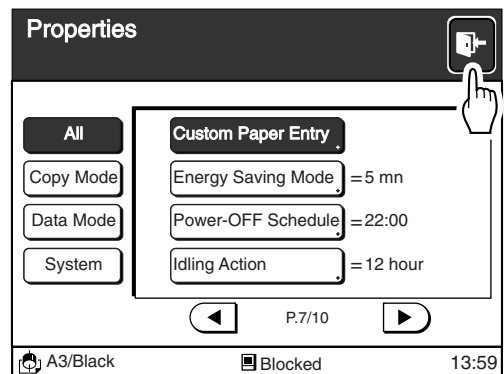 Properties
All
Custom Paper Entry
Copy Mode
Energy Saving Mode =5 mn
Data Mode
Power-OFF Schedule =22:00
System
Idling Action =12 hour
P.7/10
A3/Black
Blocked
13:59